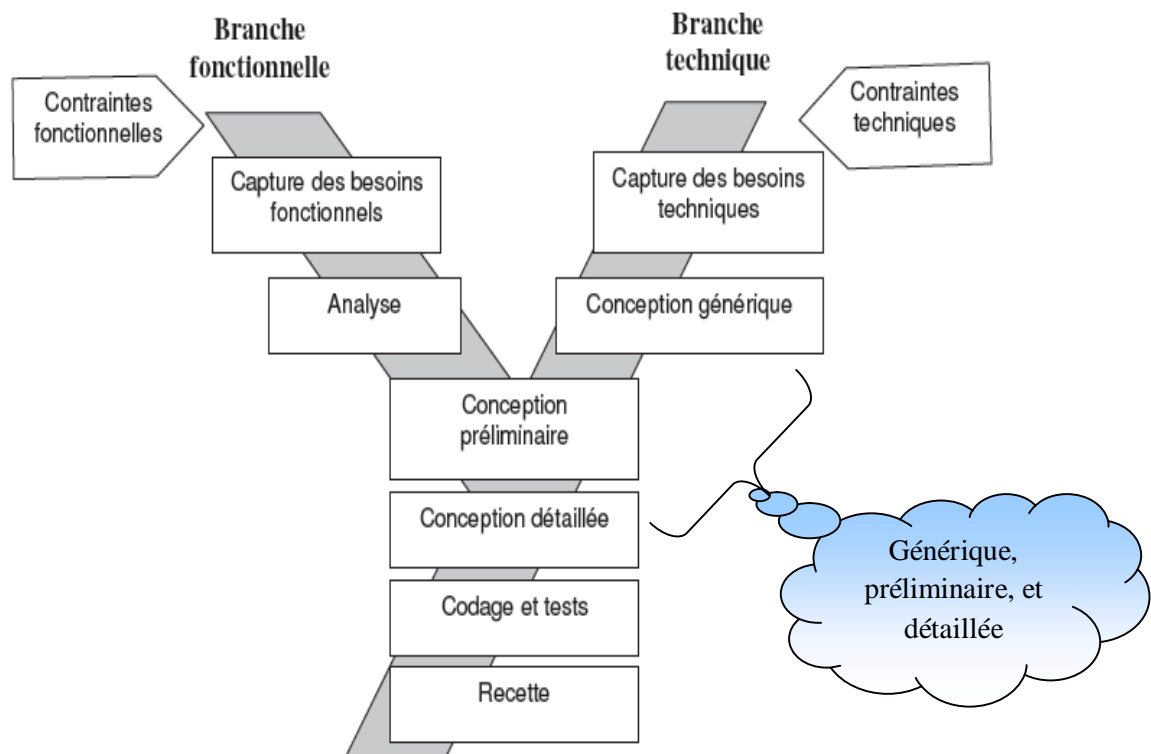 Branche
fonctionnelle
Branche
technique
Contraintes
fonctionnelles
Contraintes
techniques
Capture des besoins
fonctionnels
Capture des besoins
techniques
Analyse
Conception générique
Conception
préliminaire
Conception détaillée
Générique,
préliminaire, et
détaillée
Codage et tests
Recette